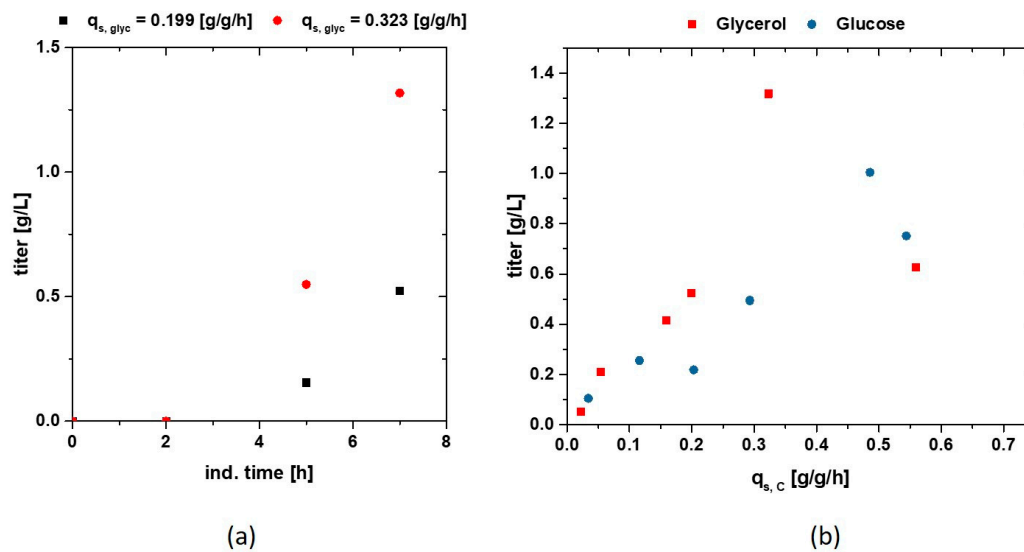 q_s, glyc = 0.199 [g/g/h] q_s, glyc = 0.323 [g/g/h]
1.5
1.0
0.5
0.0
titer [g/L]
0 2 4 6 8
ind. time [h]
(a)
Glycerol Glucose
1.4
1.2
1.0
0.8
0.6
0.4
0.2
0.0
titer [g/L]
0.0 0.1 0.2 0.3 0.4 0.5 0.6 0.7
q_s, C [g/g/h]
(b)